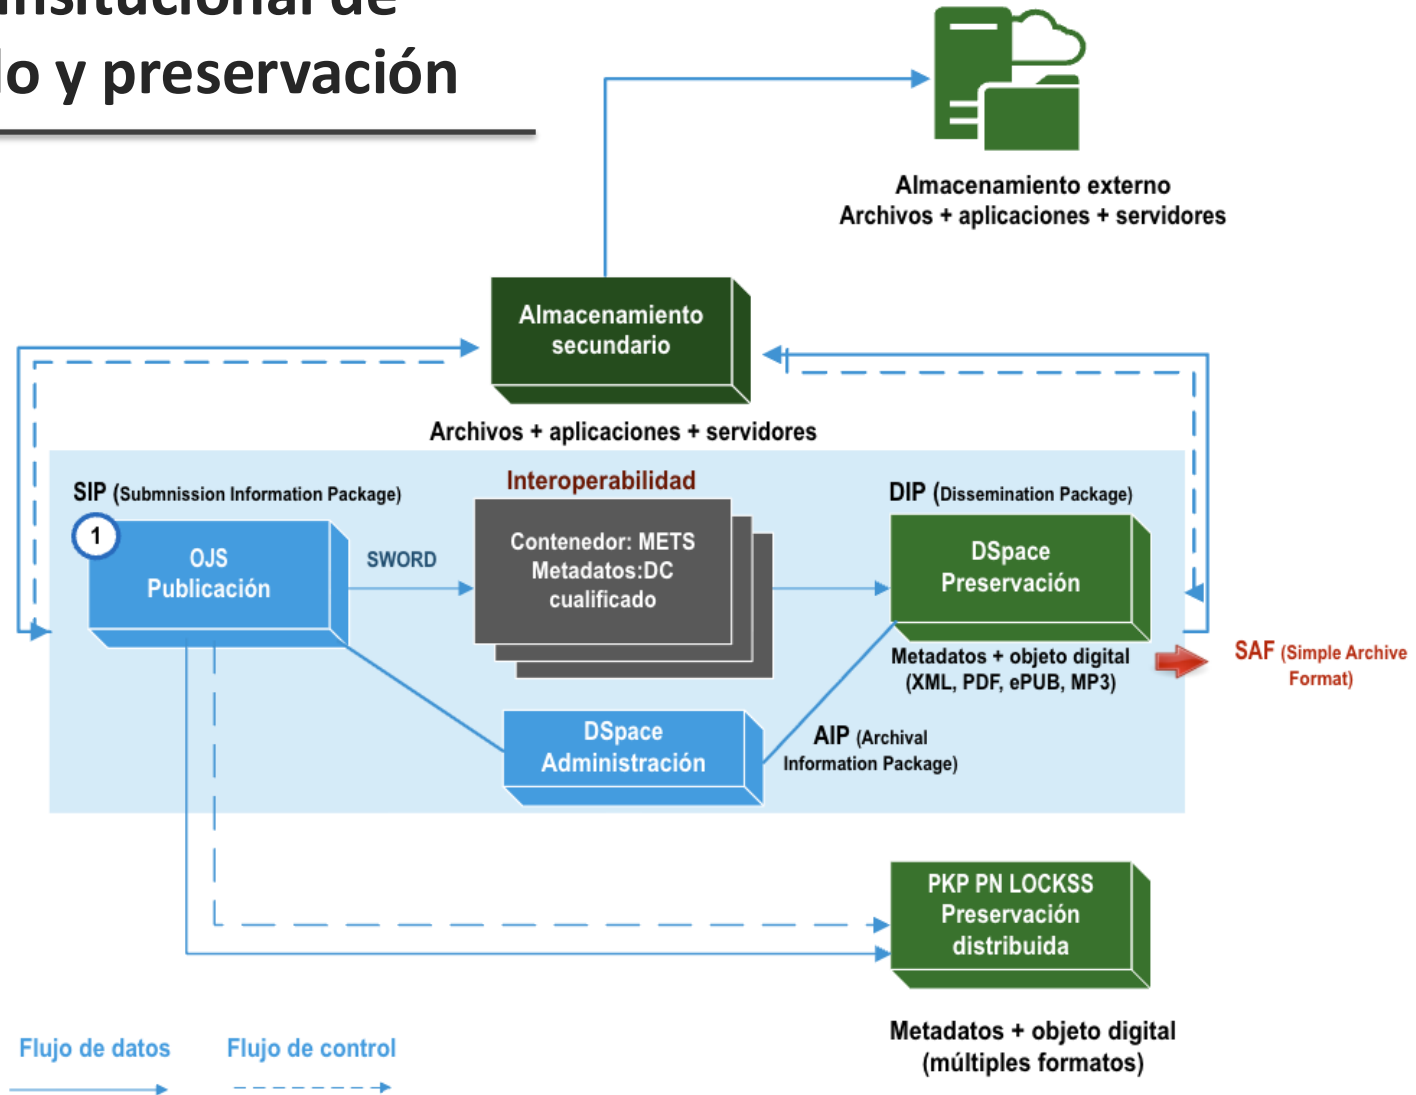 insitucional de
o y preservación
Almacenamiento externo
Archivos + aplicaciones + servidores
Almacenamiento
secundario
Archivos + aplicaciones + servidores
SIP (Submnission Information Package)
Interoperabilidad
DIP (Dissemination Package)
1
OJS
Publicación
SWORD
Contenedor: METS
Metadatos:DC
cualificado
DSpace
Preservación
Metadatos + objeto digital
(XML, PDF, ePUB, MP3)
SAF (Simple Archive
Format)
DSpace
Administración
AIP (Archival
Information Package)
PKP PN LOCKSS
Preservación
distribuida
Metadatos + objeto digital
(múltiples formatos)
Flujo de datos
Flujo de control